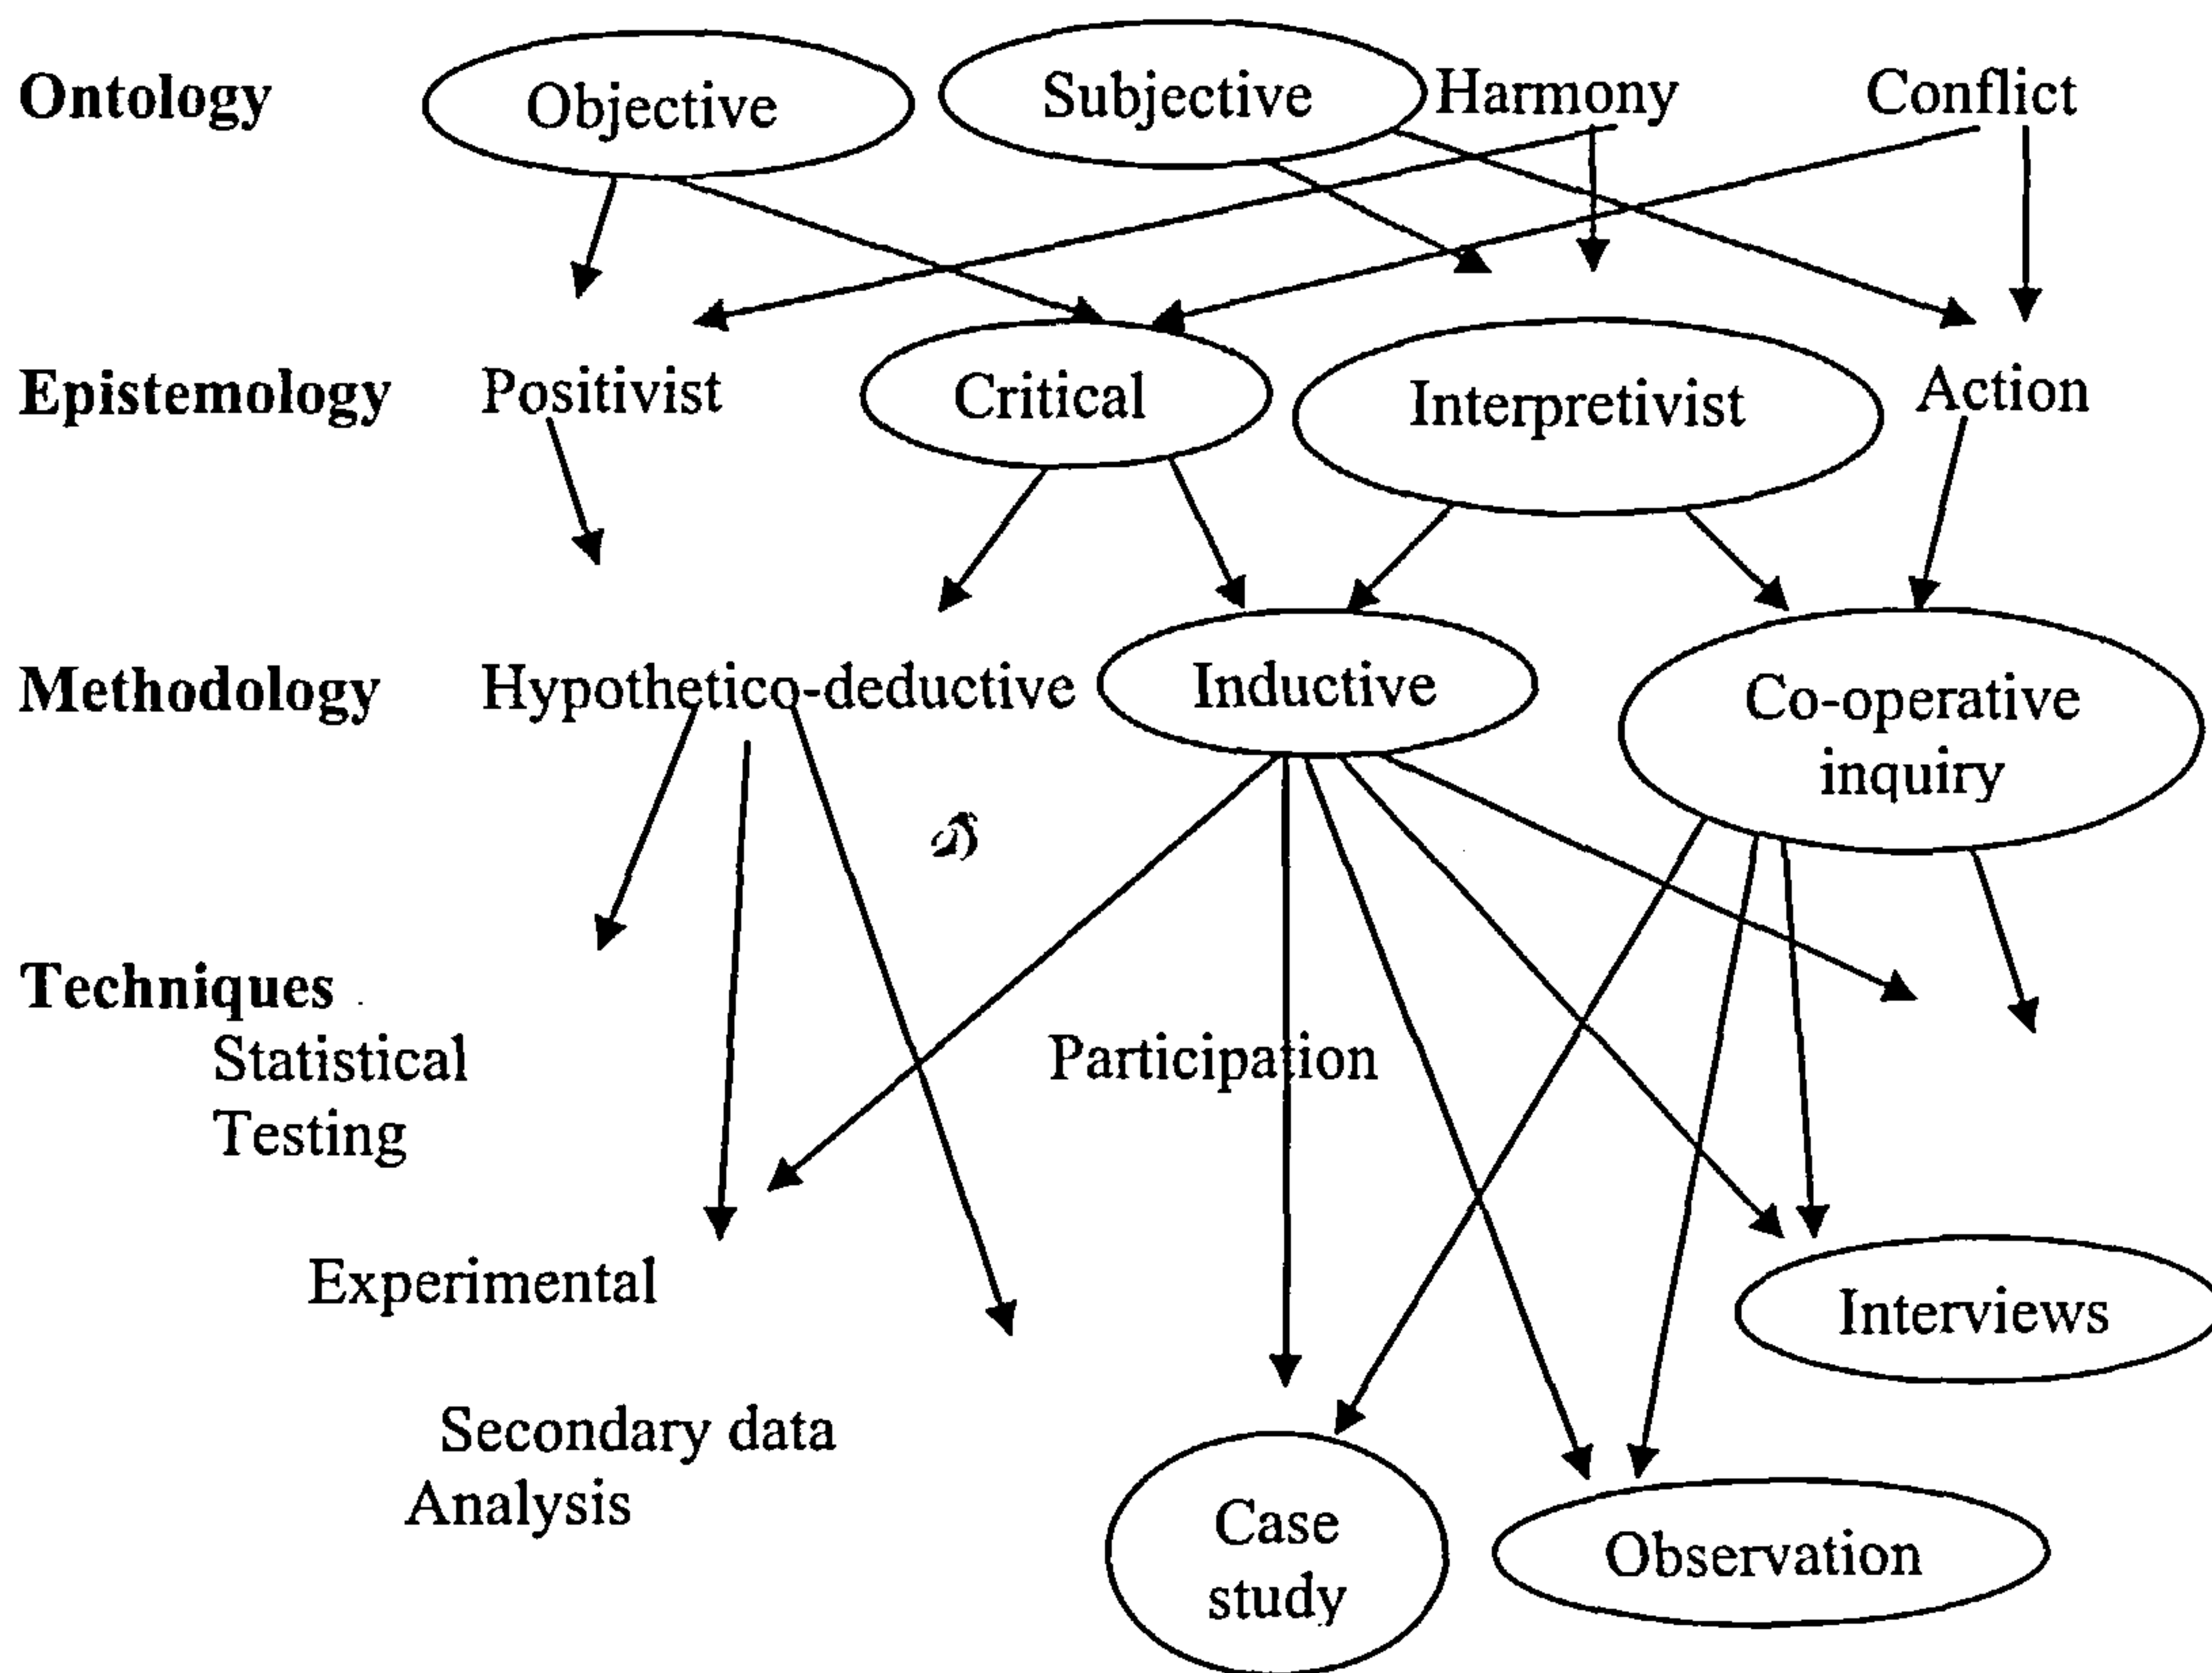 Ontology Objective Subjective Harmony Conflict
Epistemology Positivist Critical Interpretivist Action
Methodology Hypothetico-deductive Inductive Co-operative
inquiry
Techniques
Statistical Participation
Testing
Experimental
Interviews
Secondary data
Analysis
Case
study
Observation